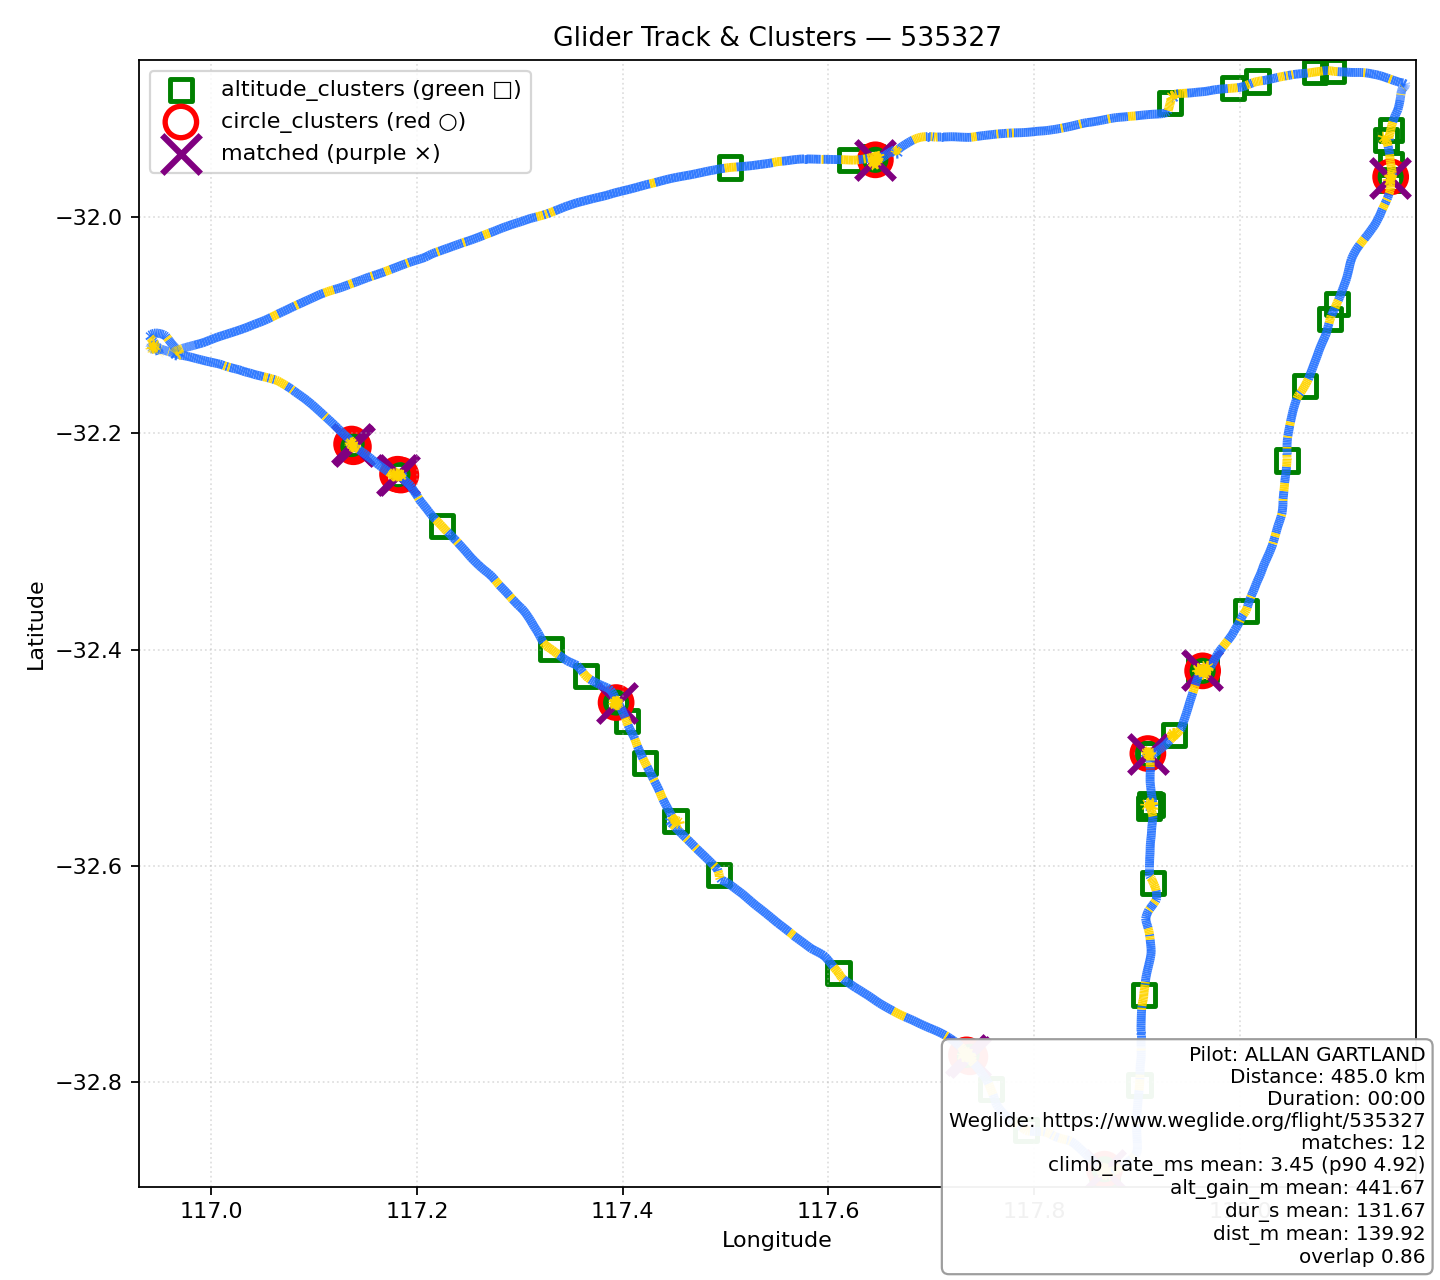 Glider Track & Clusters — 535327
altitude_clusters (green □)
circle_clusters (red ○)
matched (purple ×)
Latitude
−32.0
−32.2
−32.4
−32.6
−32.8
117.0
117.2
117.4
117.6
117.8
Longitude
Pilot: ALLAN GARTLAND
Distance: 485.0 km
Duration: 00:00
Weglide: https://www.weglide.org/flight/535327
matches: 12
climb_rate_ms mean: 3.45 (p90 4.92)
alt_gain_m mean: 441.67
dur_s mean: 131.67
dist_m mean: 139.92
overlap 0.86